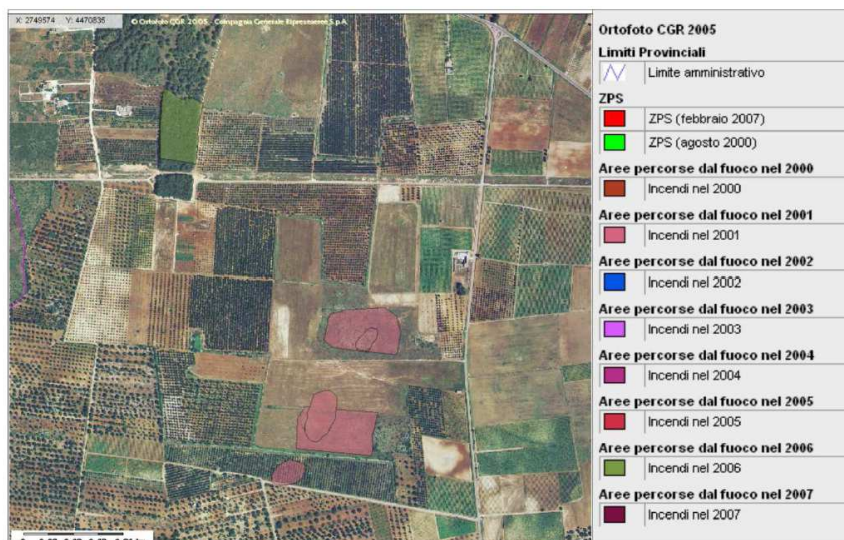 X: 2749574 Y: 4470835
© Ortofoto CGR 2005 - Compagnia Generale Ripreseaeree S.p.A.
Ortofoto CGR 2005
Limiti Provinciali
Limite amministrativo
ZPS
ZPS (febbraio 2007)
ZPS (agosto 2000)
Aree percorse dal fuoco nel 2000
Incendi nel 2000
Aree percorse dal fuoco nel 2001
Incendi nel 2001
Aree percorse dal fuoco nel 2002
Incendi nel 2002
Aree percorse dal fuoco nel 2003
Incendi nel 2003
Aree percorse dal fuoco nel 2004
Incendi nel 2004
Aree percorse dal fuoco nel 2005
Incendi nel 2005
Aree percorse dal fuoco nel 2006
Incendi nel 2006
Aree percorse dal fuoco nel 2007
Incendi nel 2007